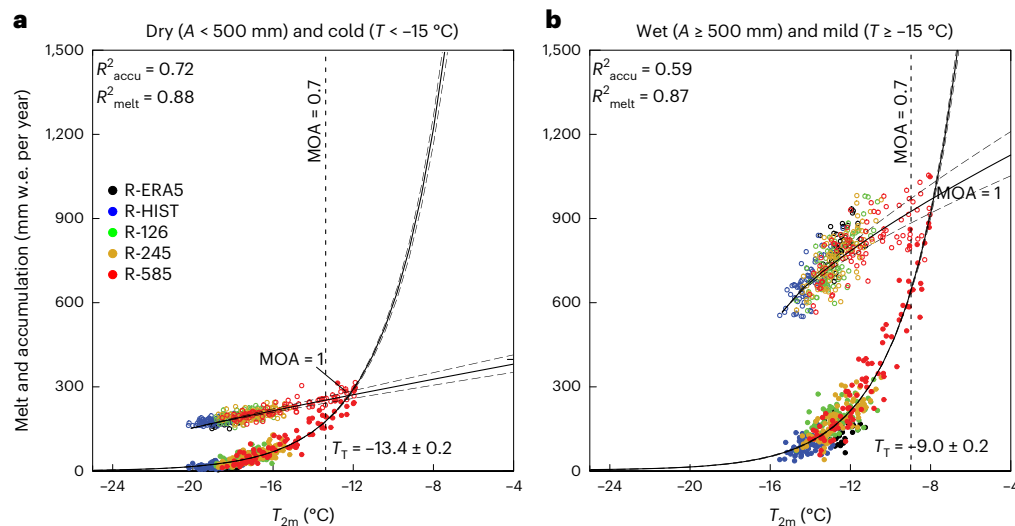 a
Dry (A < 500 mm) and cold (T < –15 °C)
R²accu = 0.72
R²melt = 0.88
MOA = 0.7
R-ERA5
R-HIST
R-126
R-245
R-585
MOA = 1
TT = –13.4 ± 0.2
1,500
1,200
900
600
300
0
Melt and accumulation (mm w.e. per year)
–24
–20
–16
–12
–8
–4
T2m (°C)
b
Wet (A ≥ 500 mm) and mild (T ≥ –15 °C)
R²accu = 0.59
R²melt = 0.87
MOA = 0.7
MOA = 1
TT = –9.0 ± 0.2
1,500
1,200
900
600
300
0
–24
–20
–16
–12
–8
–4
T2m (°C)